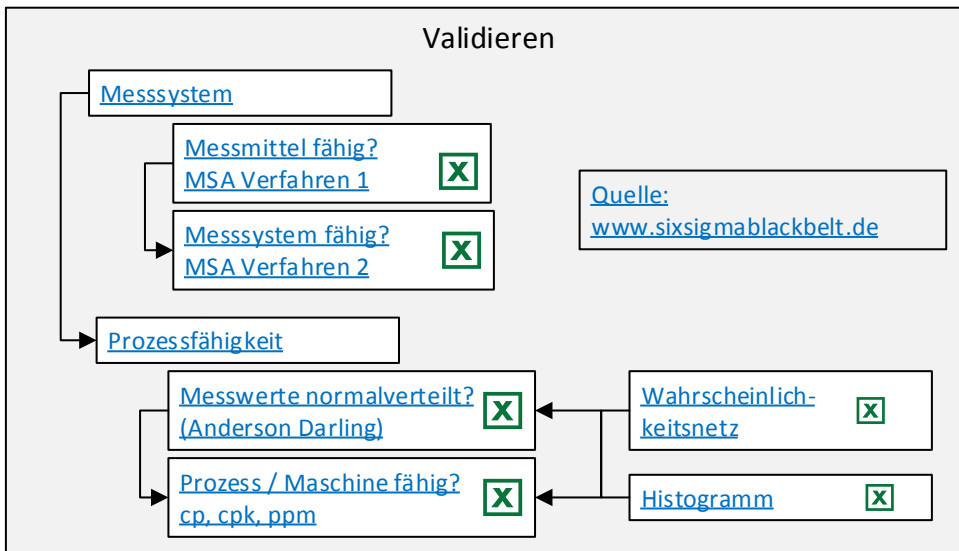 Validieren
Messsystem
Messmittel fähig?
MSA Verfahren 1
X
Quelle:
www.sixsigmablackbelt.de
Messsystem fähig?
MSA Verfahren 2
X
Prozessfähigkeit
Messwerte normalverteilt?
(Anderson Darling)
X
Wahrscheinlich-
keitsnetz
X
Prozess / Maschine fähig?
cp, cpk, ppm
X
Histogramm
X